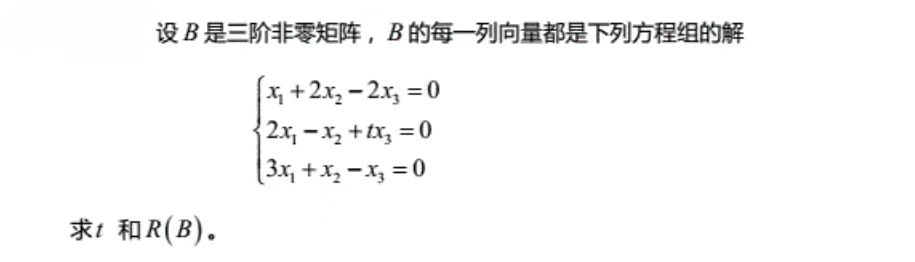 设 B 是三阶非零矩阵，B 的每一列向量都是下列方程组的解
x₁ + 2x₂ − 2x₃ = 0
2x₁ − x₂ + tx₃ = 0
3x₁ + x₂ − x₃ = 0
求 t 和 R(B)。